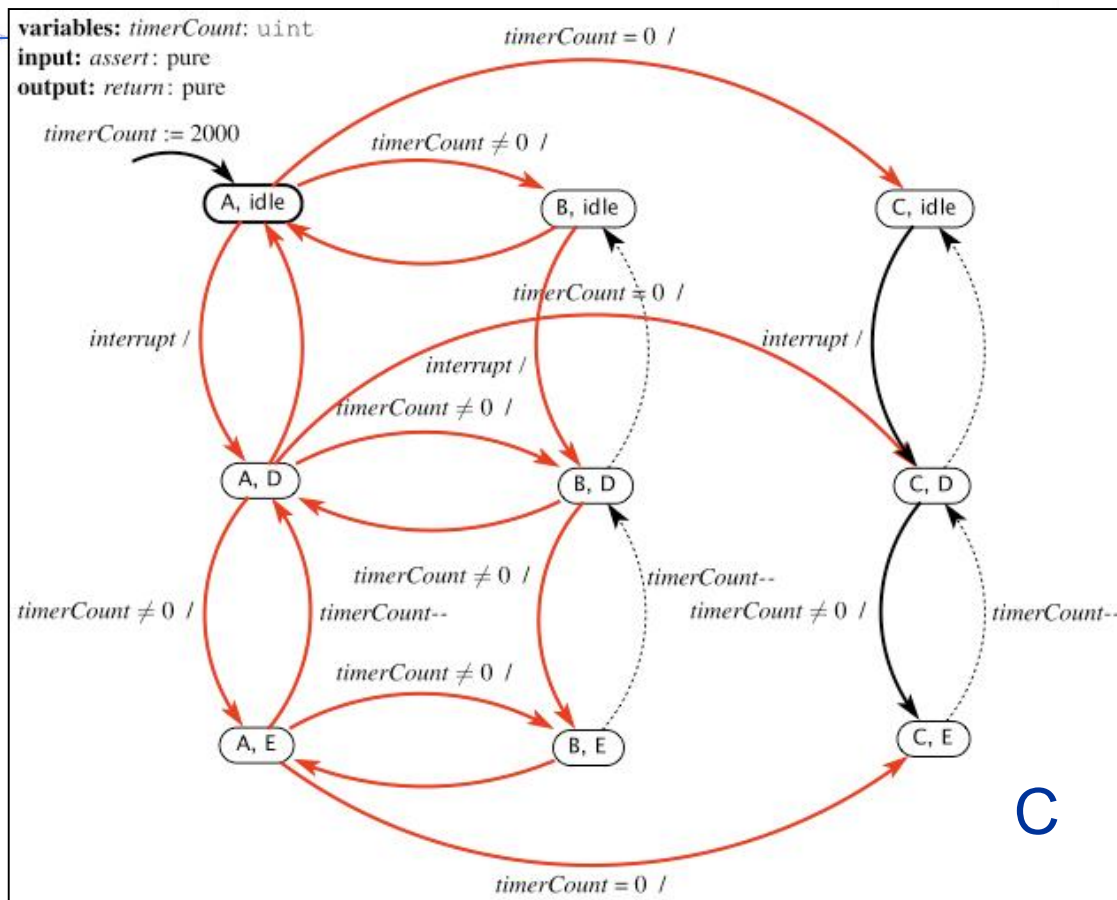 variables: timerCount: uint
input: assert: pure
output: return: pure
timerCount = 0 /
timerCount := 2000
timerCount ≠ 0 /
A, idle
B, idle
C, idle
timerCount = 0 /
interrupt /
interrupt /
interrupt /
timerCount ≠ 0 /
A, D
B, D
C, D
timerCount ≠ 0 /
timerCount--
timerCount ≠ 0 /
timerCount--
timerCount ≠ 0 /
timerCount--
timerCount ≠ 0 /
A, E
B, E
C, E
C
timerCount = 0 /